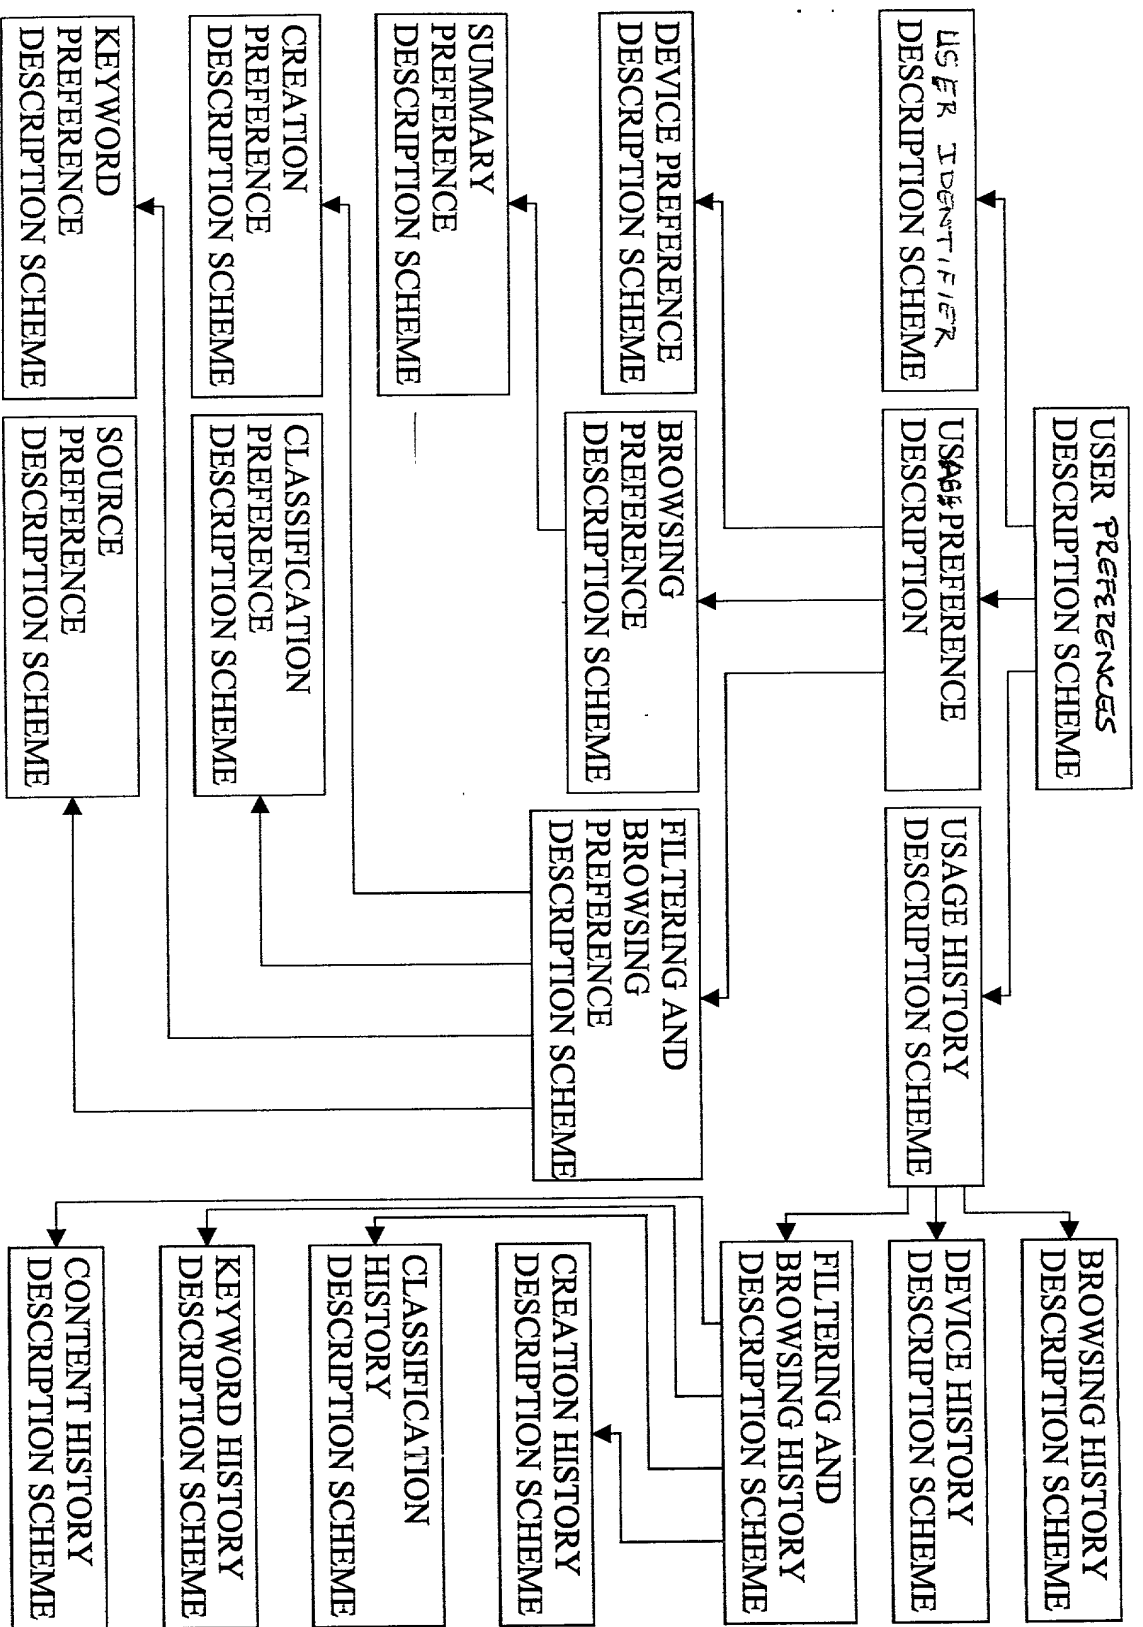 USER PREFERENCES
DESCRIPTION SCHEME
USER IDENTIFIER
DESCRIPTION SCHEME
USAGE PREFERENCE
DESCRIPTION
USAGE HISTORY
DESCRIPTION SCHEME
BROWSING HISTORY
DESCRIPTION SCHEME
DEVICE HISTORY
DESCRIPTION SCHEME
FILTERING AND
BROWSING HISTORY
DESCRIPTION SCHEME
DEVICE PREFERENCE
DESCRIPTION SCHEME
BROWSING
PREFERENCE
DESCRIPTION SCHEME
FILTERING AND
BROWSING
PREFERENCE
DESCRIPTION SCHEME
SUMMARY
PREFERENCE
DESCRIPTION SCHEME
CREATION HISTORY
DESCRIPTION SCHEME
CREATION
PREFERENCE
DESCRIPTION SCHEME
CLASSIFICATION
PREFERENCE
DESCRIPTION SCHEME
CLASSIFICATION
HISTORY
DESCRIPTION SCHEME
KEYWORD
PREFERENCE
DESCRIPTION SCHEME
SOURCE
PREFERENCE
DESCRIPTION SCHEME
KEYWORD HISTORY
DESCRIPTION SCHEME
CONTENT HISTORY
DESCRIPTION SCHEME